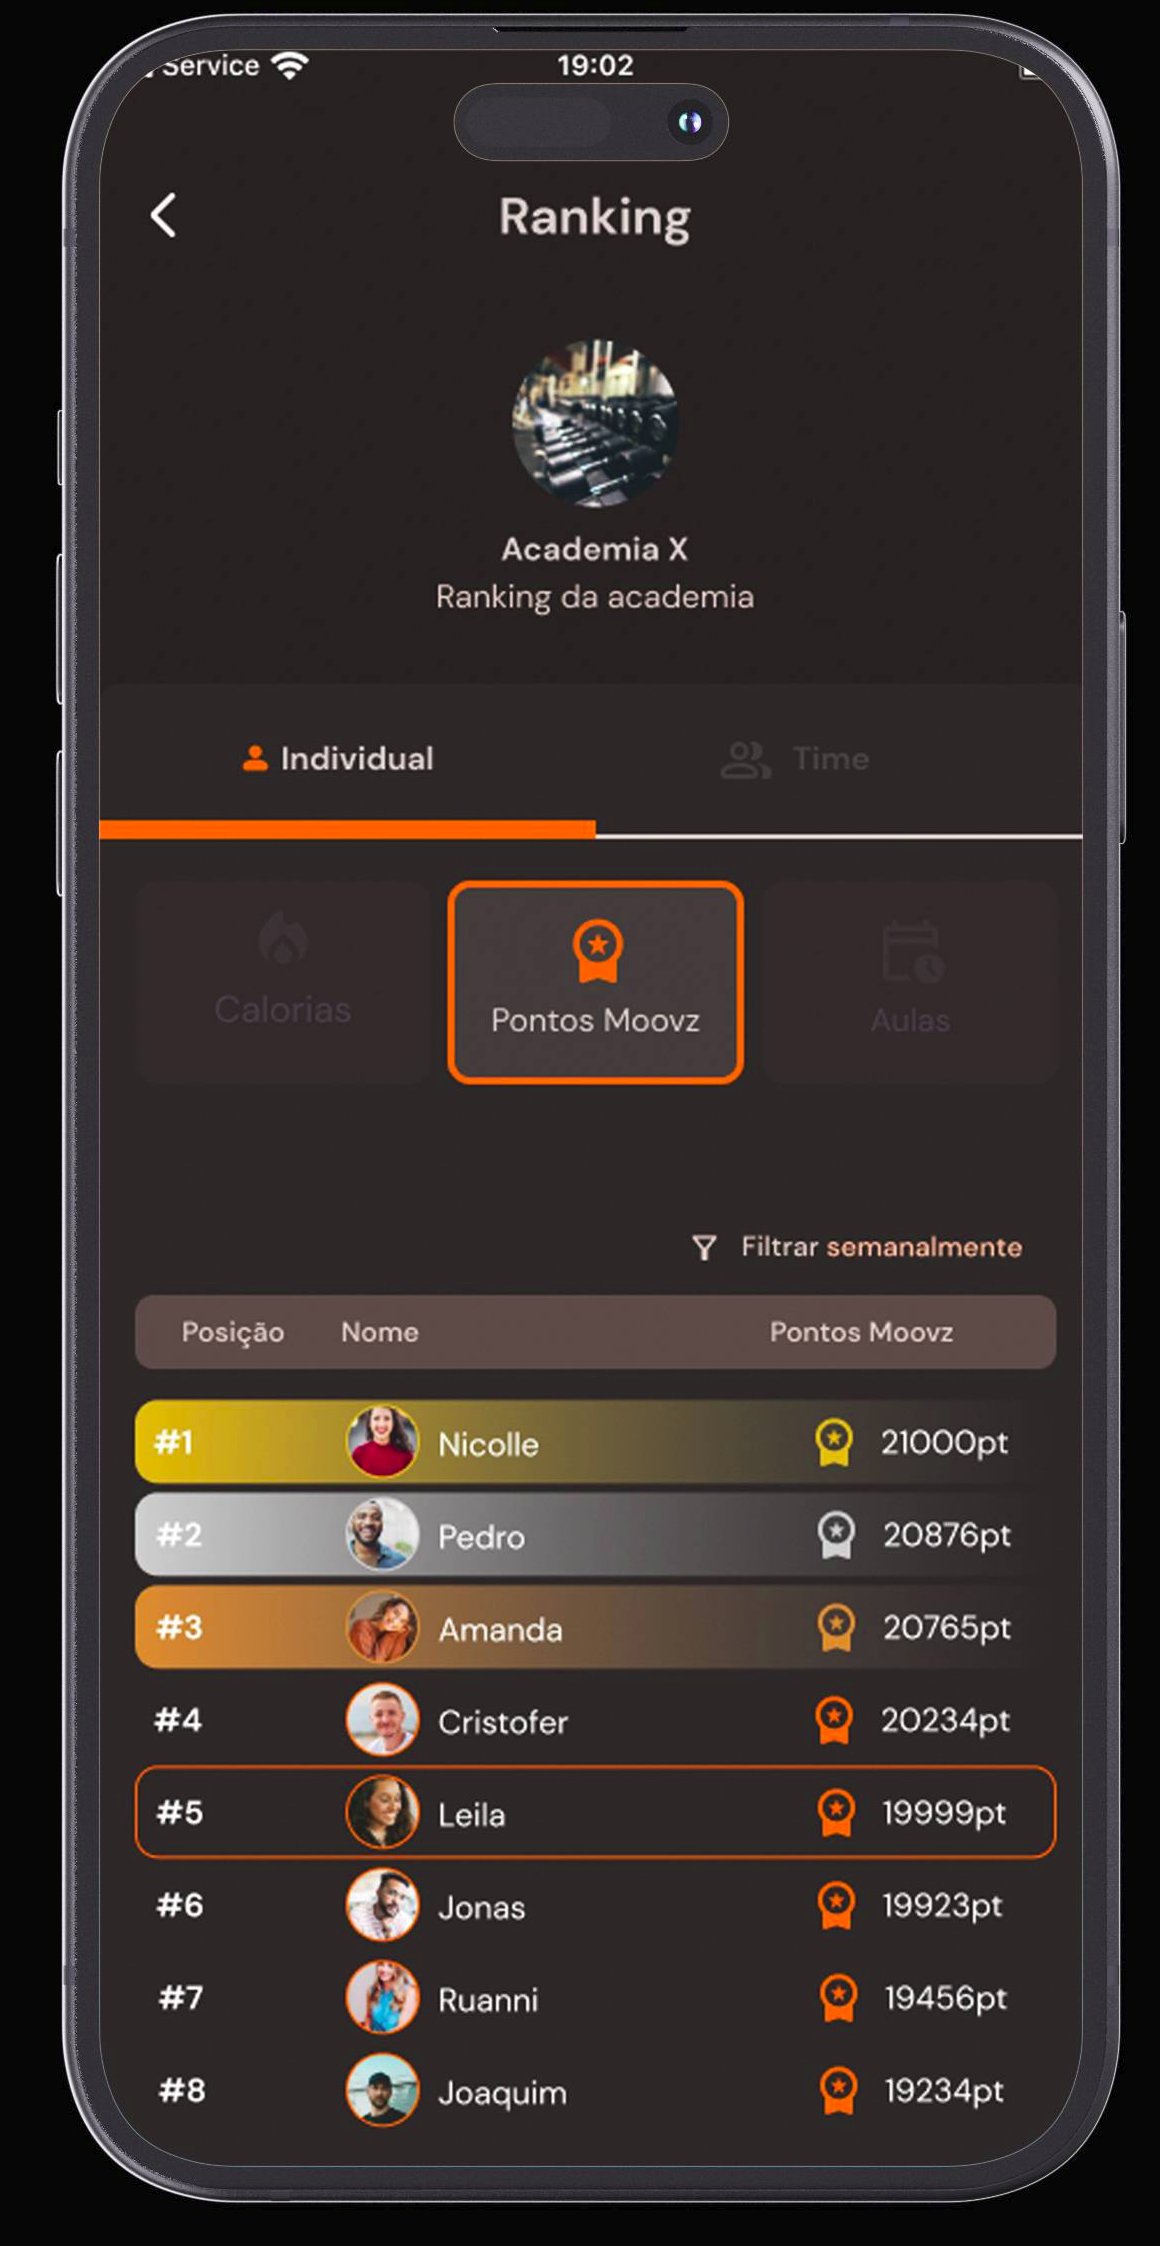 Service 19:02
Ranking
Academia X
Ranking da academia
Individual Time
Calorias Pontos Moovz Aulas
Filtrar semanalmente
Posição Nome Pontos Moovz
#1 Nicolle 21000pt
#2 Pedro 20876pt
#3 Amanda 20765pt
#4 Cristofer 20234pt
#5 Leila 19999pt
#6 Jonas 19923pt
#7 Ruanni 19456pt
#8 Joaquim 19234pt